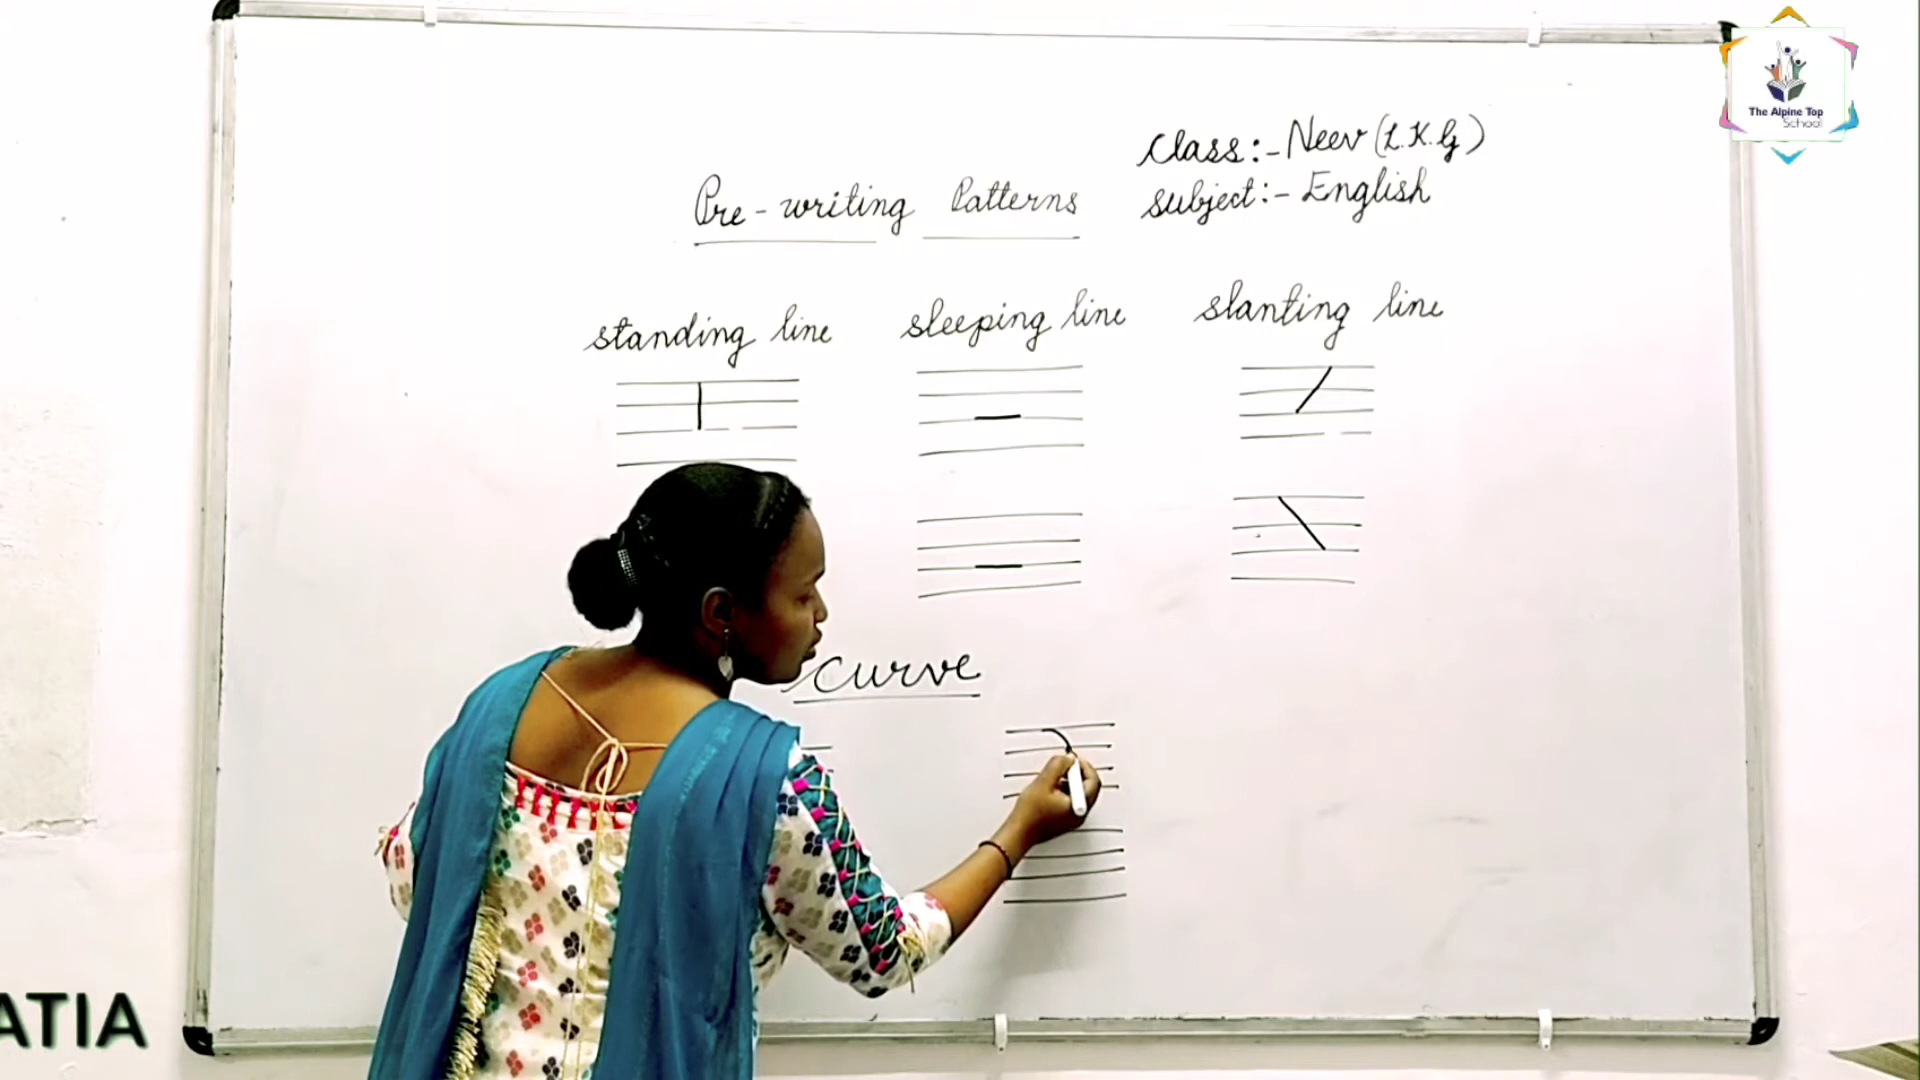 The Alpine Top
School
Class:- Neev (L.K.G)
Subject:- English
Pre-writing Patterns
standing line
sleeping line
slanting line
curve
ATIA